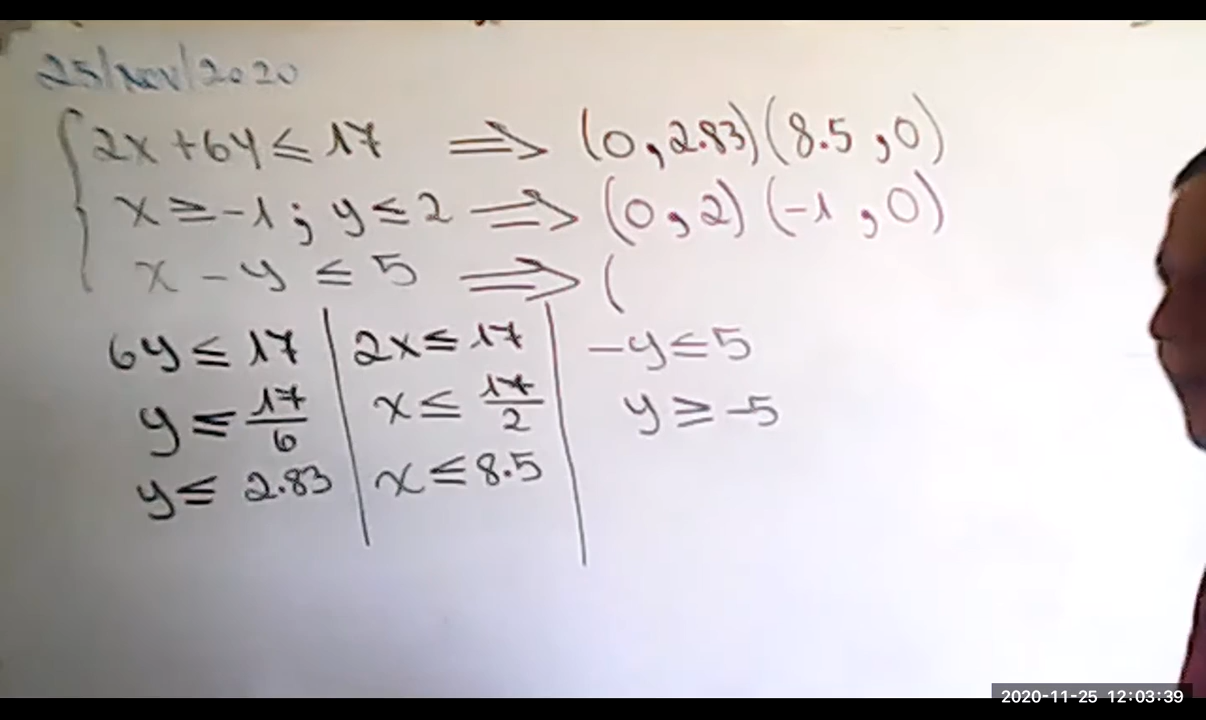 25/Nov/2020
2x + 6y ≤ 17 ⟹ (0, 2.83) (8.5, 0)
x ≥ -1 ; y ≤ 2 ⟹ (0, 2) (-1, 0)
x - y ≤ 5 ⟹ (
6y ≤ 17 | 2x ≤ 17 | -y ≤ 5
y ≤ 17/6 | x ≤ 17/2 | y ≥ -5
y ≤ 2.83 | x ≤ 8.5
2020-11-25 12:03:39